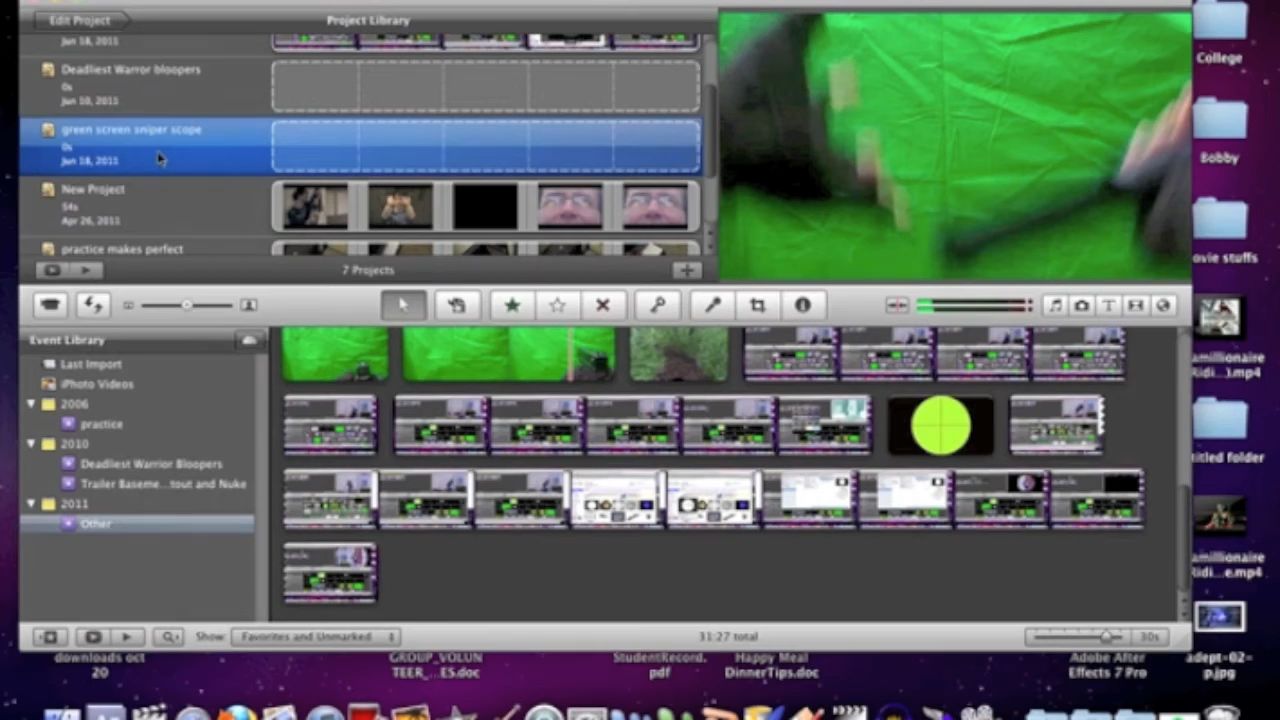 Edit Project
Project Library
Jun 18, 2011
Deadliest Warror bloopers
0s
Jun 10, 2011
green screen sniper scope
0s
Jun 18, 2011
New Project
54s
Apr 26, 2011
practice makes perfect
7 Projects
College
Bobby
ovie stuffs
amillionaire
Ridi...).mp4
titled folder
amillionaire
Ridi...e.mp4
adept-02-
p.jpg
Event Library
Last Import
iPhoto Videos
2006
practice
2010
Deadliest Warrior Bloopers
Trailer Baseme...tout and Nuke
2011
Other
Show:
Favorites and Unmarked
31:27 total
30s
downloads oct
20
GROUP_VOLUN
TEER_...ES.doc
StudentRecord.
pdf
Happy Meal
DinnerTips.doc
Adobe After
Effects 7 Pro